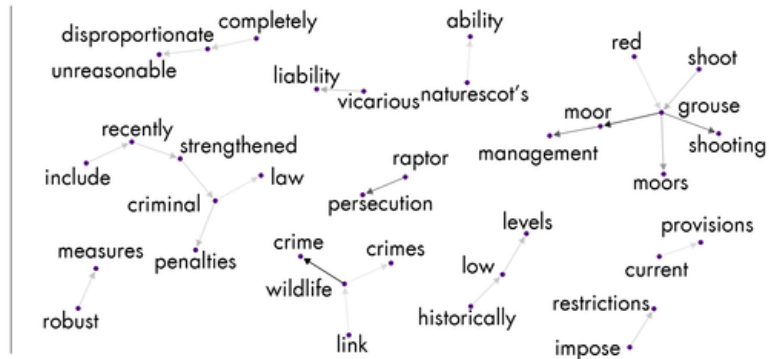 completely
disproportionate
unreasonable
ability
naturescot's
liability
vicarious
red
shoot
grouse
moor
management
shooting
moors
recently
strengthened
include
law
criminal
penalties
raptor
persecution
measures
robust
crime
crimes
wildlife
link
levels
low
historically
provisions
current
restrictions
impose